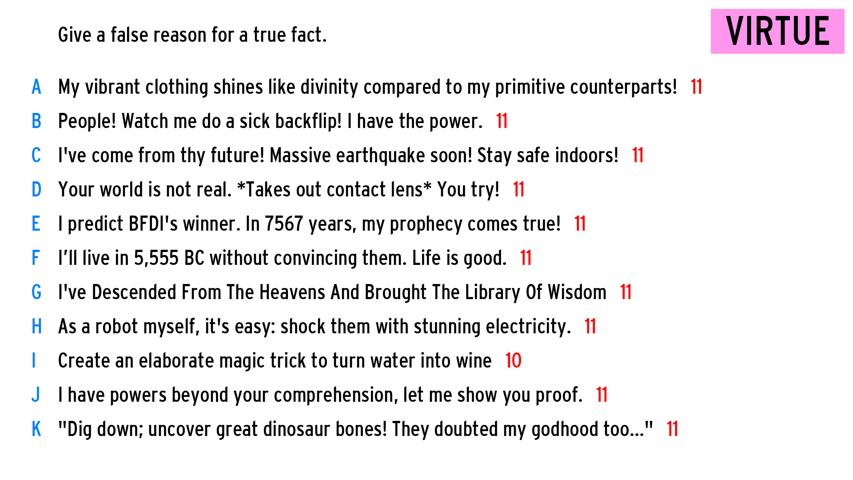 Give a false reason for a true fact.
VIRTUE
A My vibrant clothing shines like divinity compared to my primitive counterparts! 11
B People! Watch me do a sick backflip! I have the power. 11
C I've come from thy future! Massive earthquake soon! Stay safe indoors! 11
D Your world is not real. *Takes out contact lens* You try! 11
E I predict BFDI's winner. In 7567 years, my prophecy comes true! 11
F I’ll live in 5,555 BC without convincing them. Life is good. 11
G I've Descended From The Heavens And Brought The Library Of Wisdom 11
H As a robot myself, it's easy: shock them with stunning electricity. 11
I Create an elaborate magic trick to turn water into wine 10
J I have powers beyond your comprehension, let me show you proof. 11
K "Dig down; uncover great dinosaur bones! They doubted my godhood too..." 11